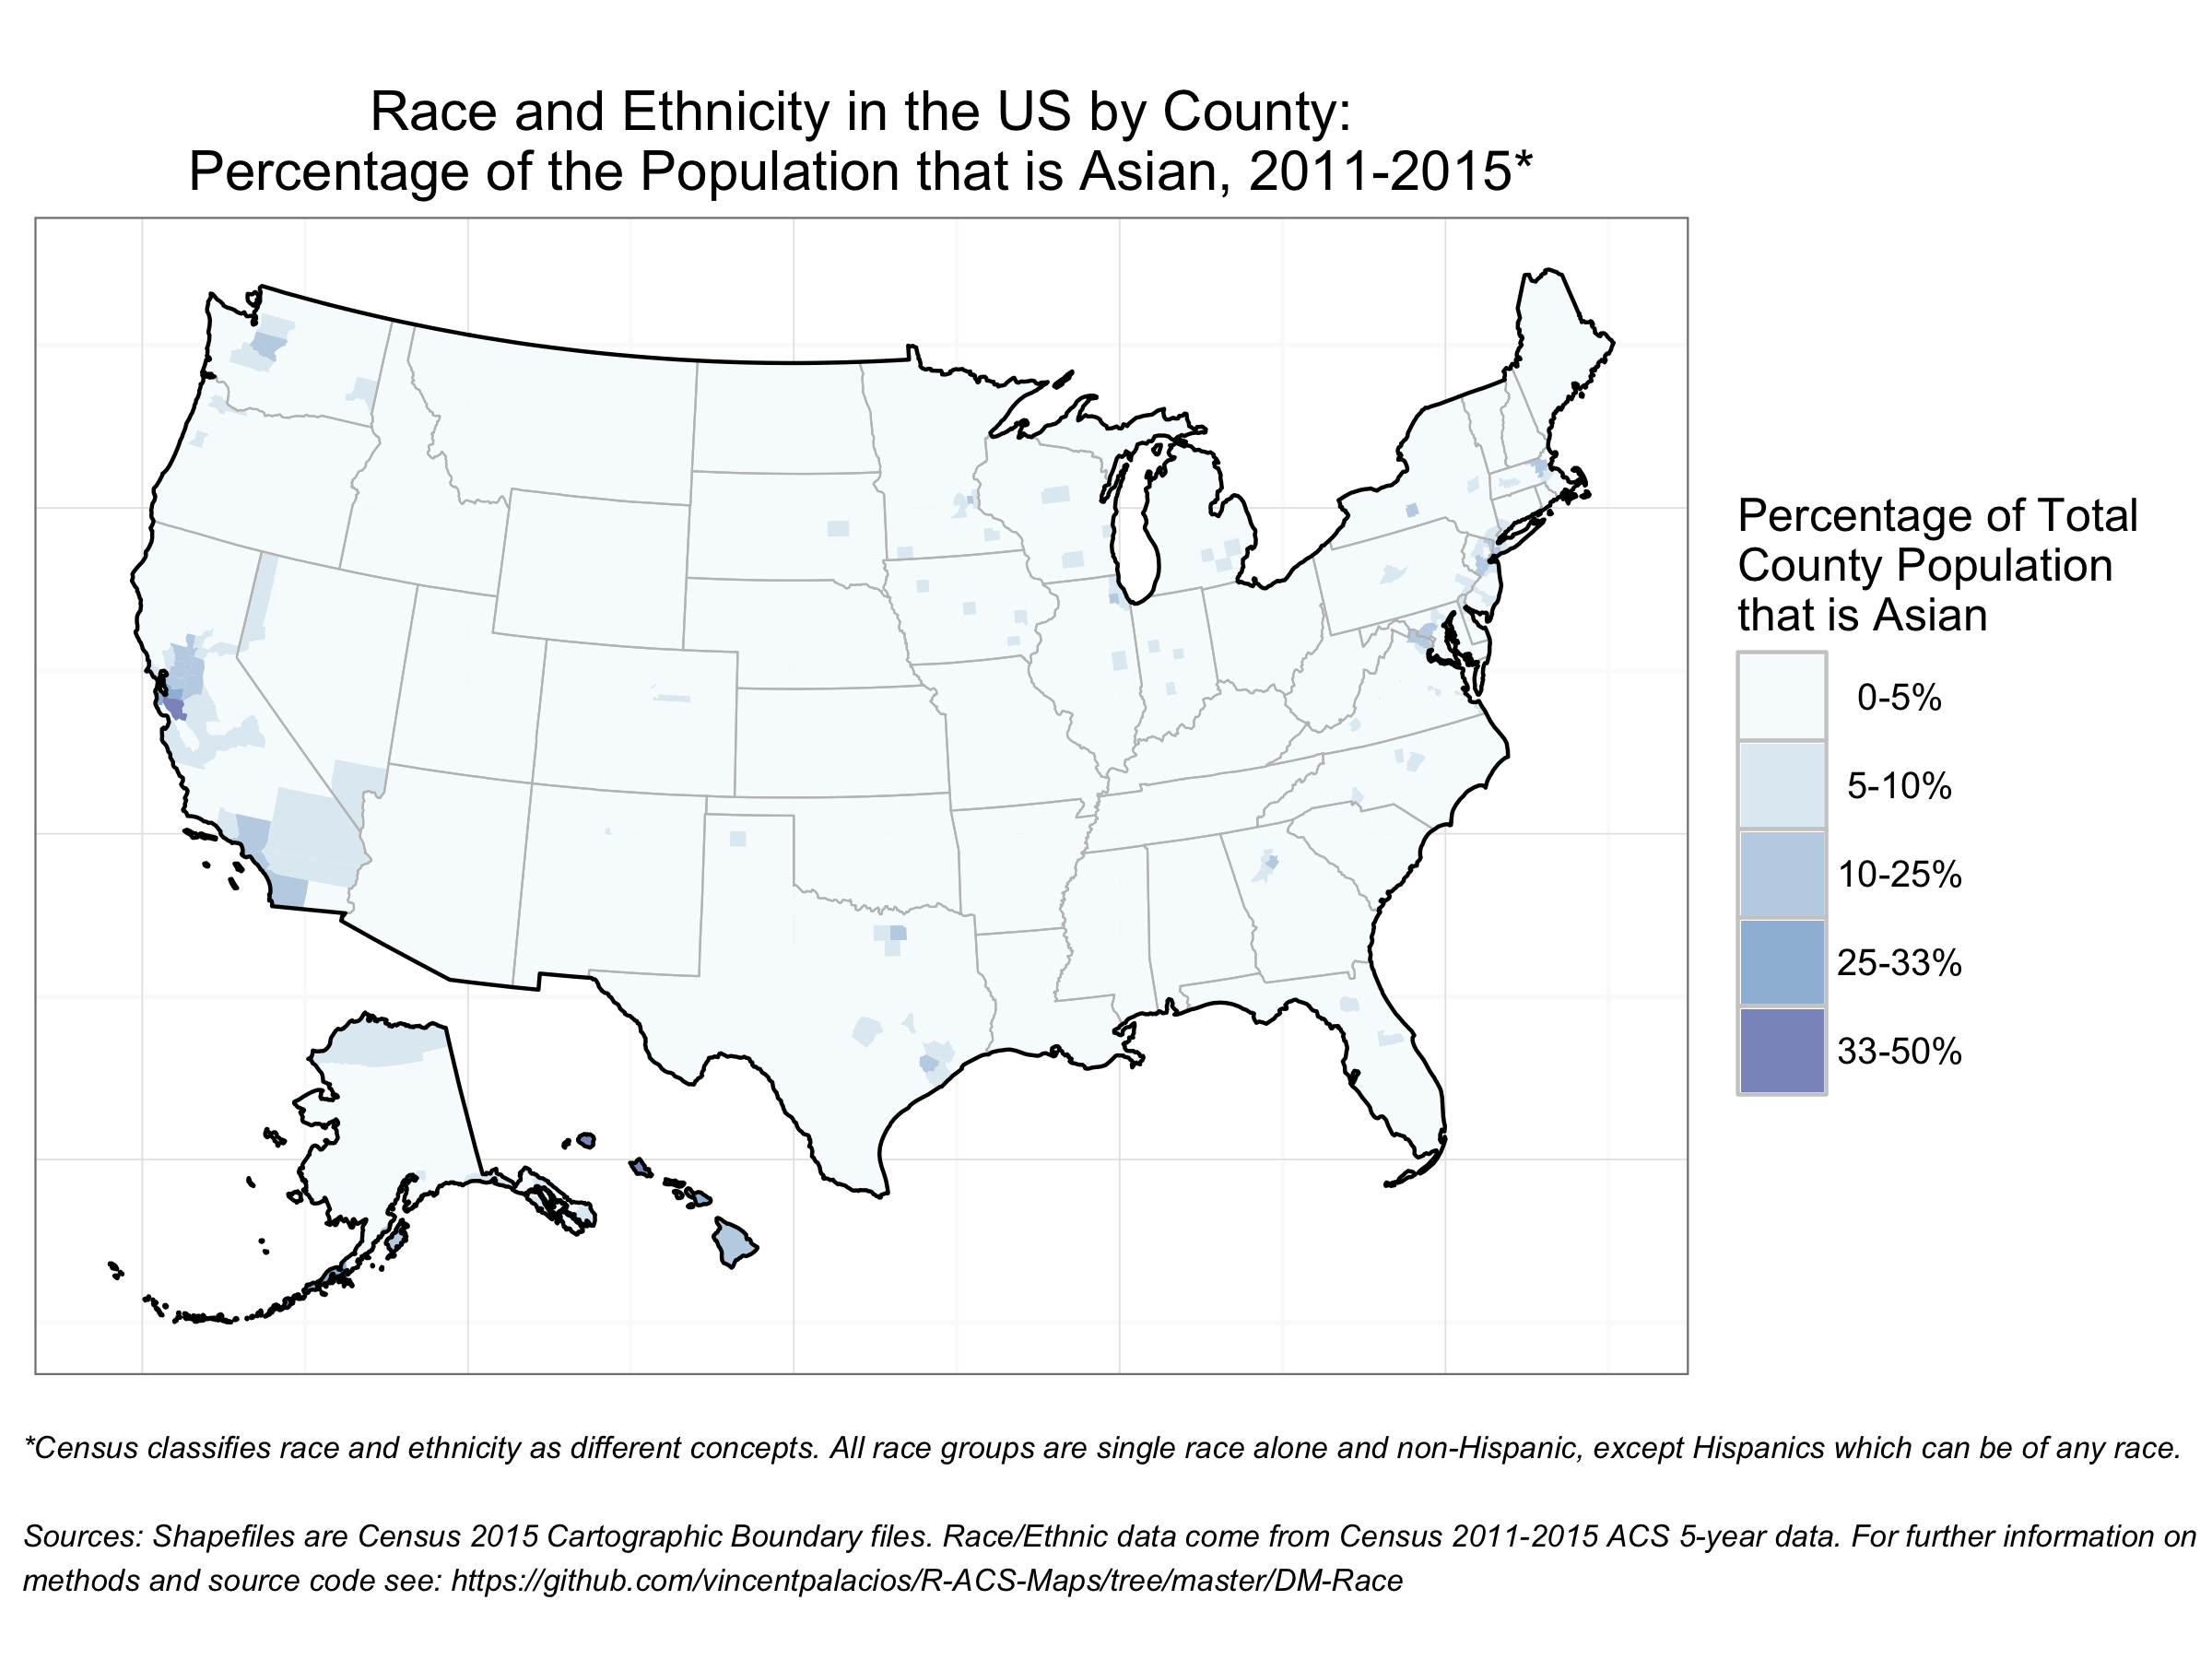 Race and Ethnicity in the US by County:
Percentage of the Population that is Asian, 2011-2015*
Percentage of Total
County Population
that is Asian
0-5%
5-10%
10-25%
25-33%
33-50%
*Census classifies race and ethnicity as different concepts. All race groups are single race alone and non-Hispanic, except Hispanics which can be of any race.
Sources: Shapefiles are Census 2015 Cartographic Boundary files. Race/Ethnic data come from Census 2011-2015 ACS 5-year data. For further information on
methods and source code see: https://github.com/vincentpalacios/R-ACS-Maps/tree/master/DM-Race